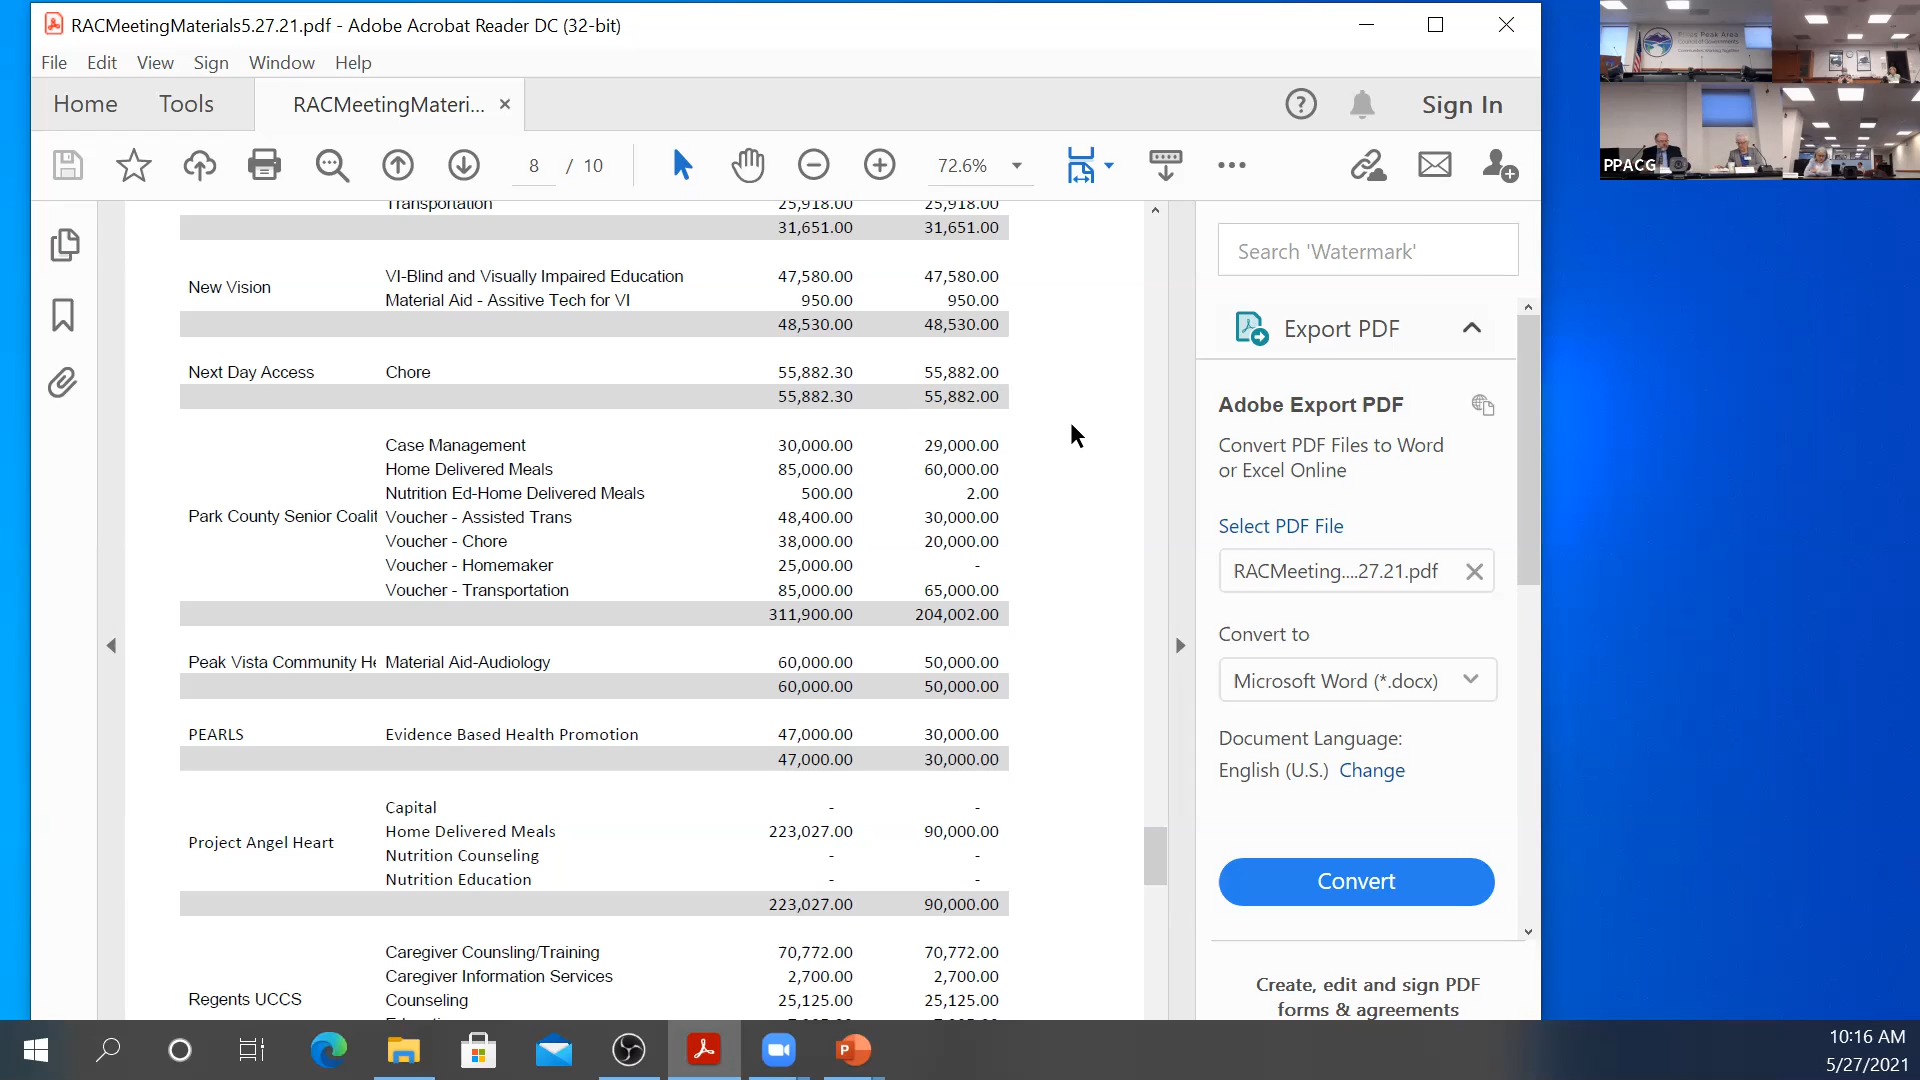 RACMeetingMaterials5.27.21.pdf - Adobe Acrobat Reader DC (32-bit)
File Edit View Sign Window Help
Home Tools RACMeetingMateri... × Sign In
8 / 10 72.6%
Transportation 25,918.00 25,918.00
31,651.00 31,651.00
New Vision
VI-Blind and Visually Impaired Education 47,580.00 47,580.00
Material Aid - Assitive Tech for VI 950.00 950.00
48,530.00 48,530.00
Next Day Access Chore 55,882.30 55,882.00
55,882.30 55,882.00
Case Management 30,000.00 29,000.00
Home Delivered Meals 85,000.00 60,000.00
Nutrition Ed-Home Delivered Meals 500.00 2.00
Park County Senior Coalit Voucher - Assisted Trans 48,400.00 30,000.00
Voucher - Chore 38,000.00 20,000.00
Voucher - Homemaker 25,000.00 -
Voucher - Transportation 85,000.00 65,000.00
311,900.00 204,002.00
Peak Vista Community He Material Aid-Audiology 60,000.00 50,000.00
60,000.00 50,000.00
PEARLS Evidence Based Health Promotion 47,000.00 30,000.00
47,000.00 30,000.00
Capital - -
Home Delivered Meals 223,027.00 90,000.00
Project Angel Heart
Nutrition Counseling - -
Nutrition Education - -
223,027.00 90,000.00
Caregiver Counsling/Training 70,772.00 70,772.00
Caregiver Information Services 2,700.00 2,700.00
Regents UCCS Counseling 25,125.00 25,125.00
Search 'Watermark'
Export PDF
Adobe Export PDF
Convert PDF Files to Word
or Excel Online
Select PDF File
RACMeeting....27.21.pdf
Convert to
Microsoft Word (*.docx)
Document Language:
English (U.S.) Change
Convert
Create, edit and sign PDF
forms & agreements
Pikes Peak Area
Council of Governments
PPACG
10:16 AM
5/27/2021